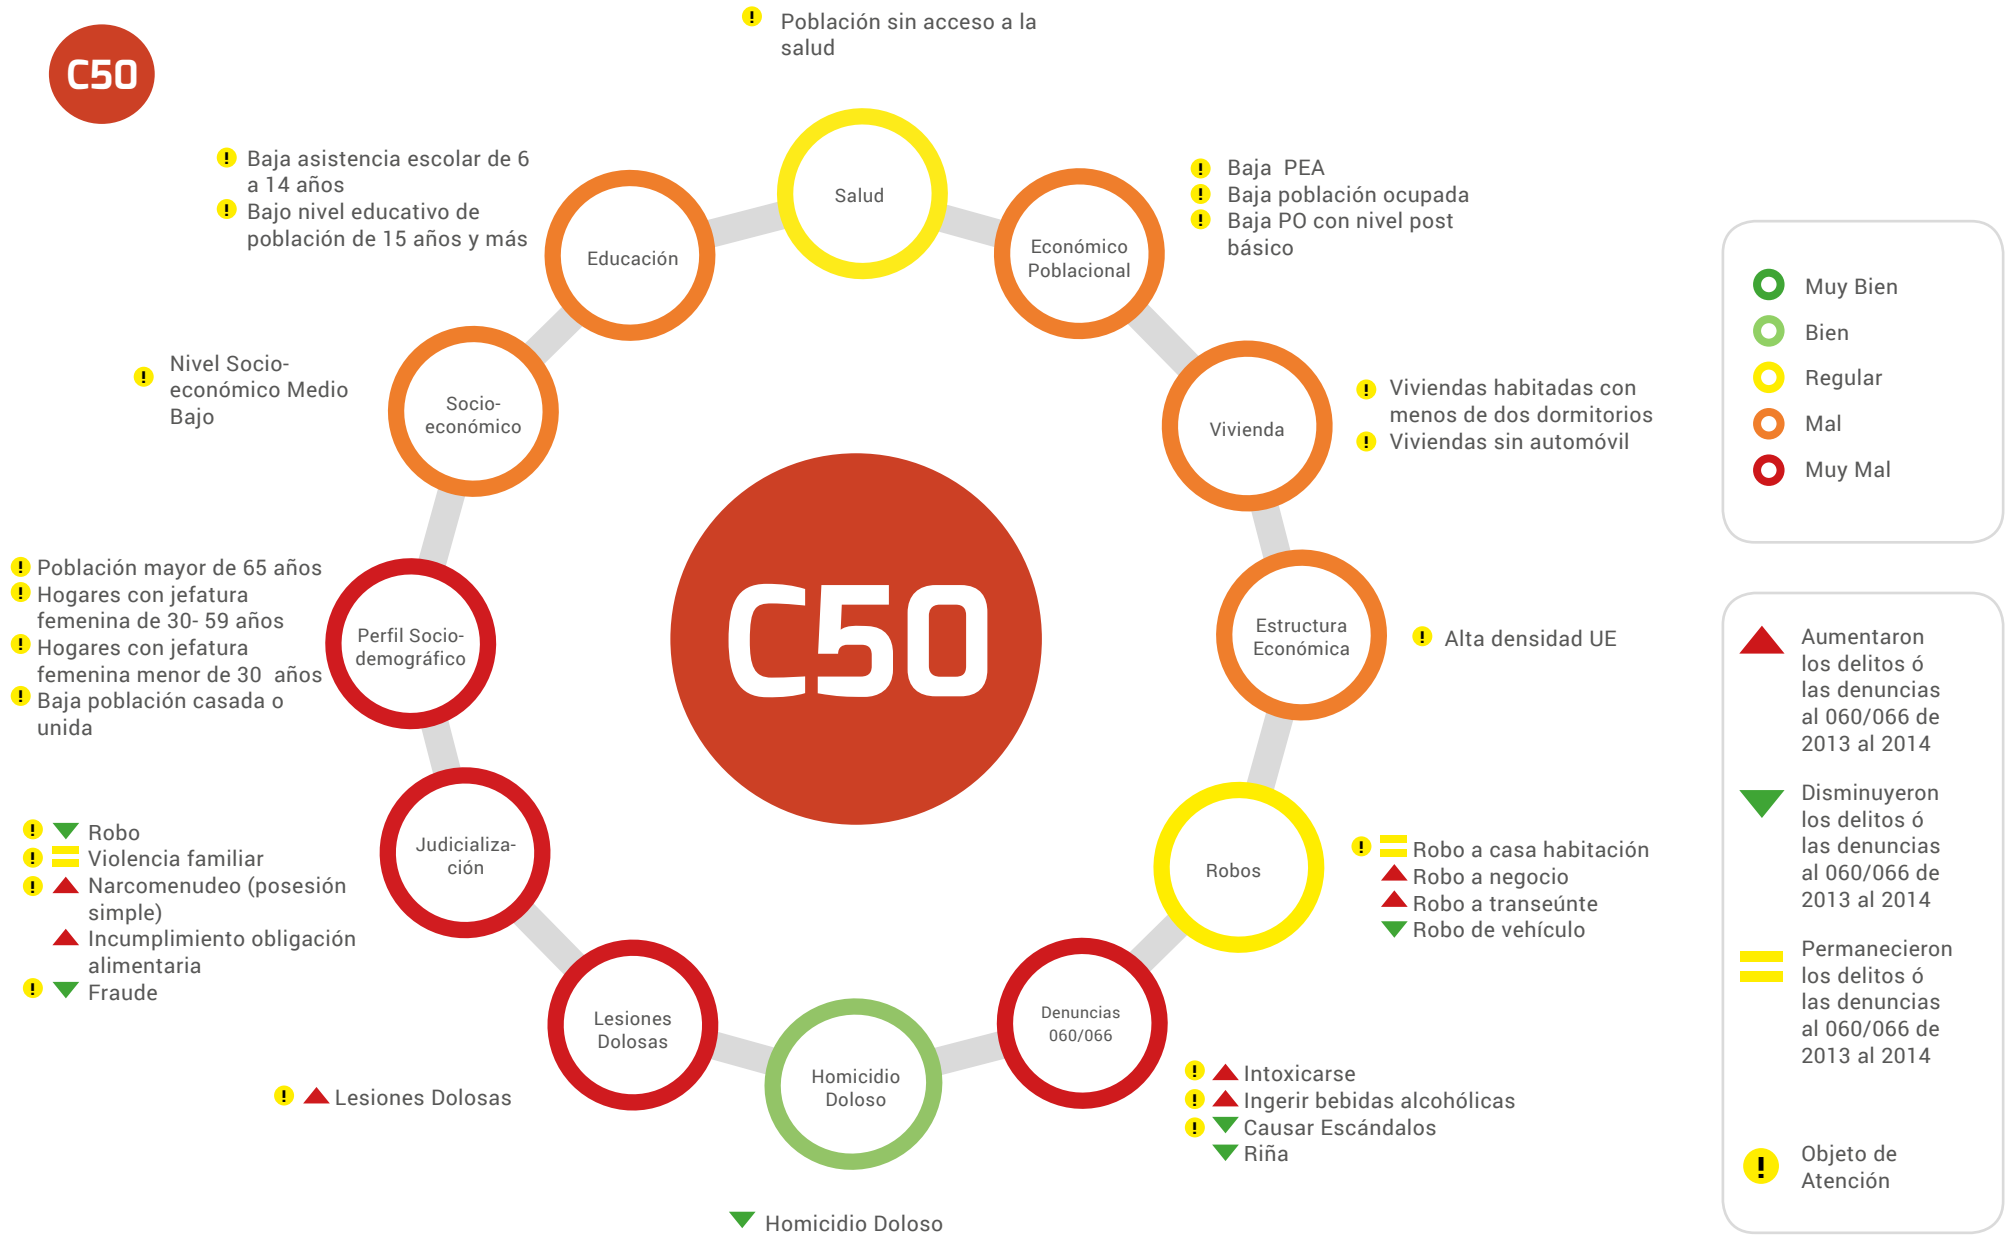 C50
Población sin acceso a la
salud
Baja asistencia escolar de 6
a 14 años
Bajo nivel educativo de
población de 15 años y más
Educación
Salud
Económico
Poblacional
Baja  PEA
Baja población ocupada
Baja PO con nivel post
básico
Nivel Socio-
económico Medio
Bajo
Socio-
económico
Vivienda
Viviendas habitadas con
menos de dos dormitorios
Viviendas sin automóvil
Población mayor de 65 años
Hogares con jefatura
femenina de 30- 59 años
Hogares con jefatura
femenina menor de 30  años
Baja población casada o
unida
Perfil Socio-
demográfico
C50
Estructura
Económica
Alta densidad UE
Robo
Violencia familiar
Narcomenudeo (posesión
simple)
Incumplimiento obligación
alimentaria
Fraude
Judicializa-
ción
Robos
Robo a casa habitación
Robo a negocio
Robo a transeúnte
Robo de vehículo
Lesiones
Dolosas
Lesiones Dolosas
Homicidio
Doloso
Homicidio Doloso
Denuncias
060/066
Intoxicarse
Ingerir bebidas alcohólicas
Causar Escándalos
Riña
Muy Bien
Bien
Regular
Mal
Muy Mal
Aumentaron
los delitos ó
las denuncias
al 060/066 de
2013 al 2014
Disminuyeron
los delitos ó
las denuncias
al 060/066 de
2013 al 2014
Permanecieron
los delitos ó
las denuncias
al 060/066 de
2013 al 2014
Objeto de
Atención